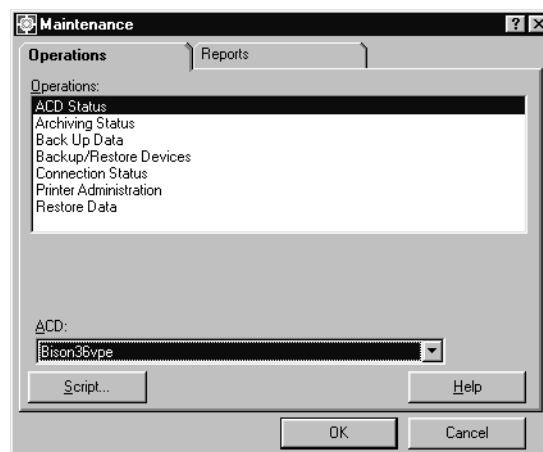 Maintenance
Operations
Reports
Operations:
ACD Status
Archiving Status
Back Up Data
Backup/Restore Devices
Connection Status
Printer Administration
Restore Data
ACD:
Bison36vpe
Script...
Help
OK
Cancel